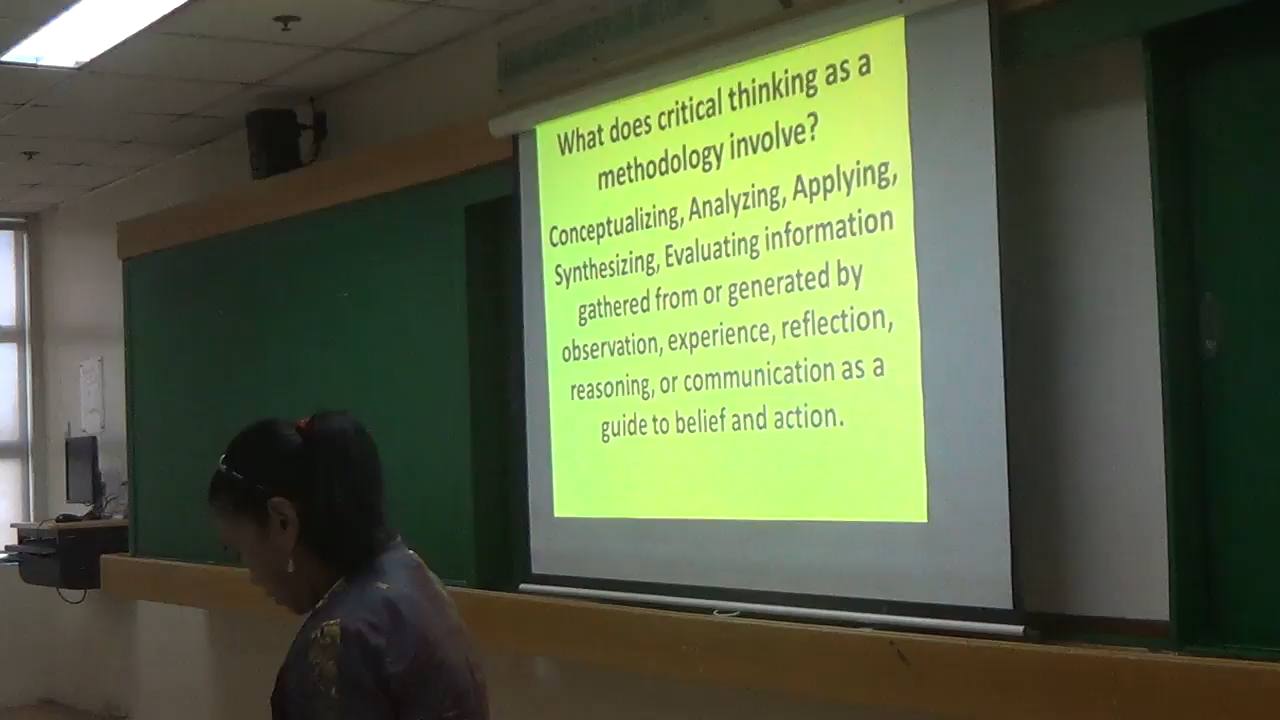 What does critical thinking as a
methodology involve?
Conceptualizing, Analyzing, Applying,
Synthesizing, Evaluating information
gathered from or generated by
observation, experience, reflection,
reasoning, or communication as a
guide to belief and action.